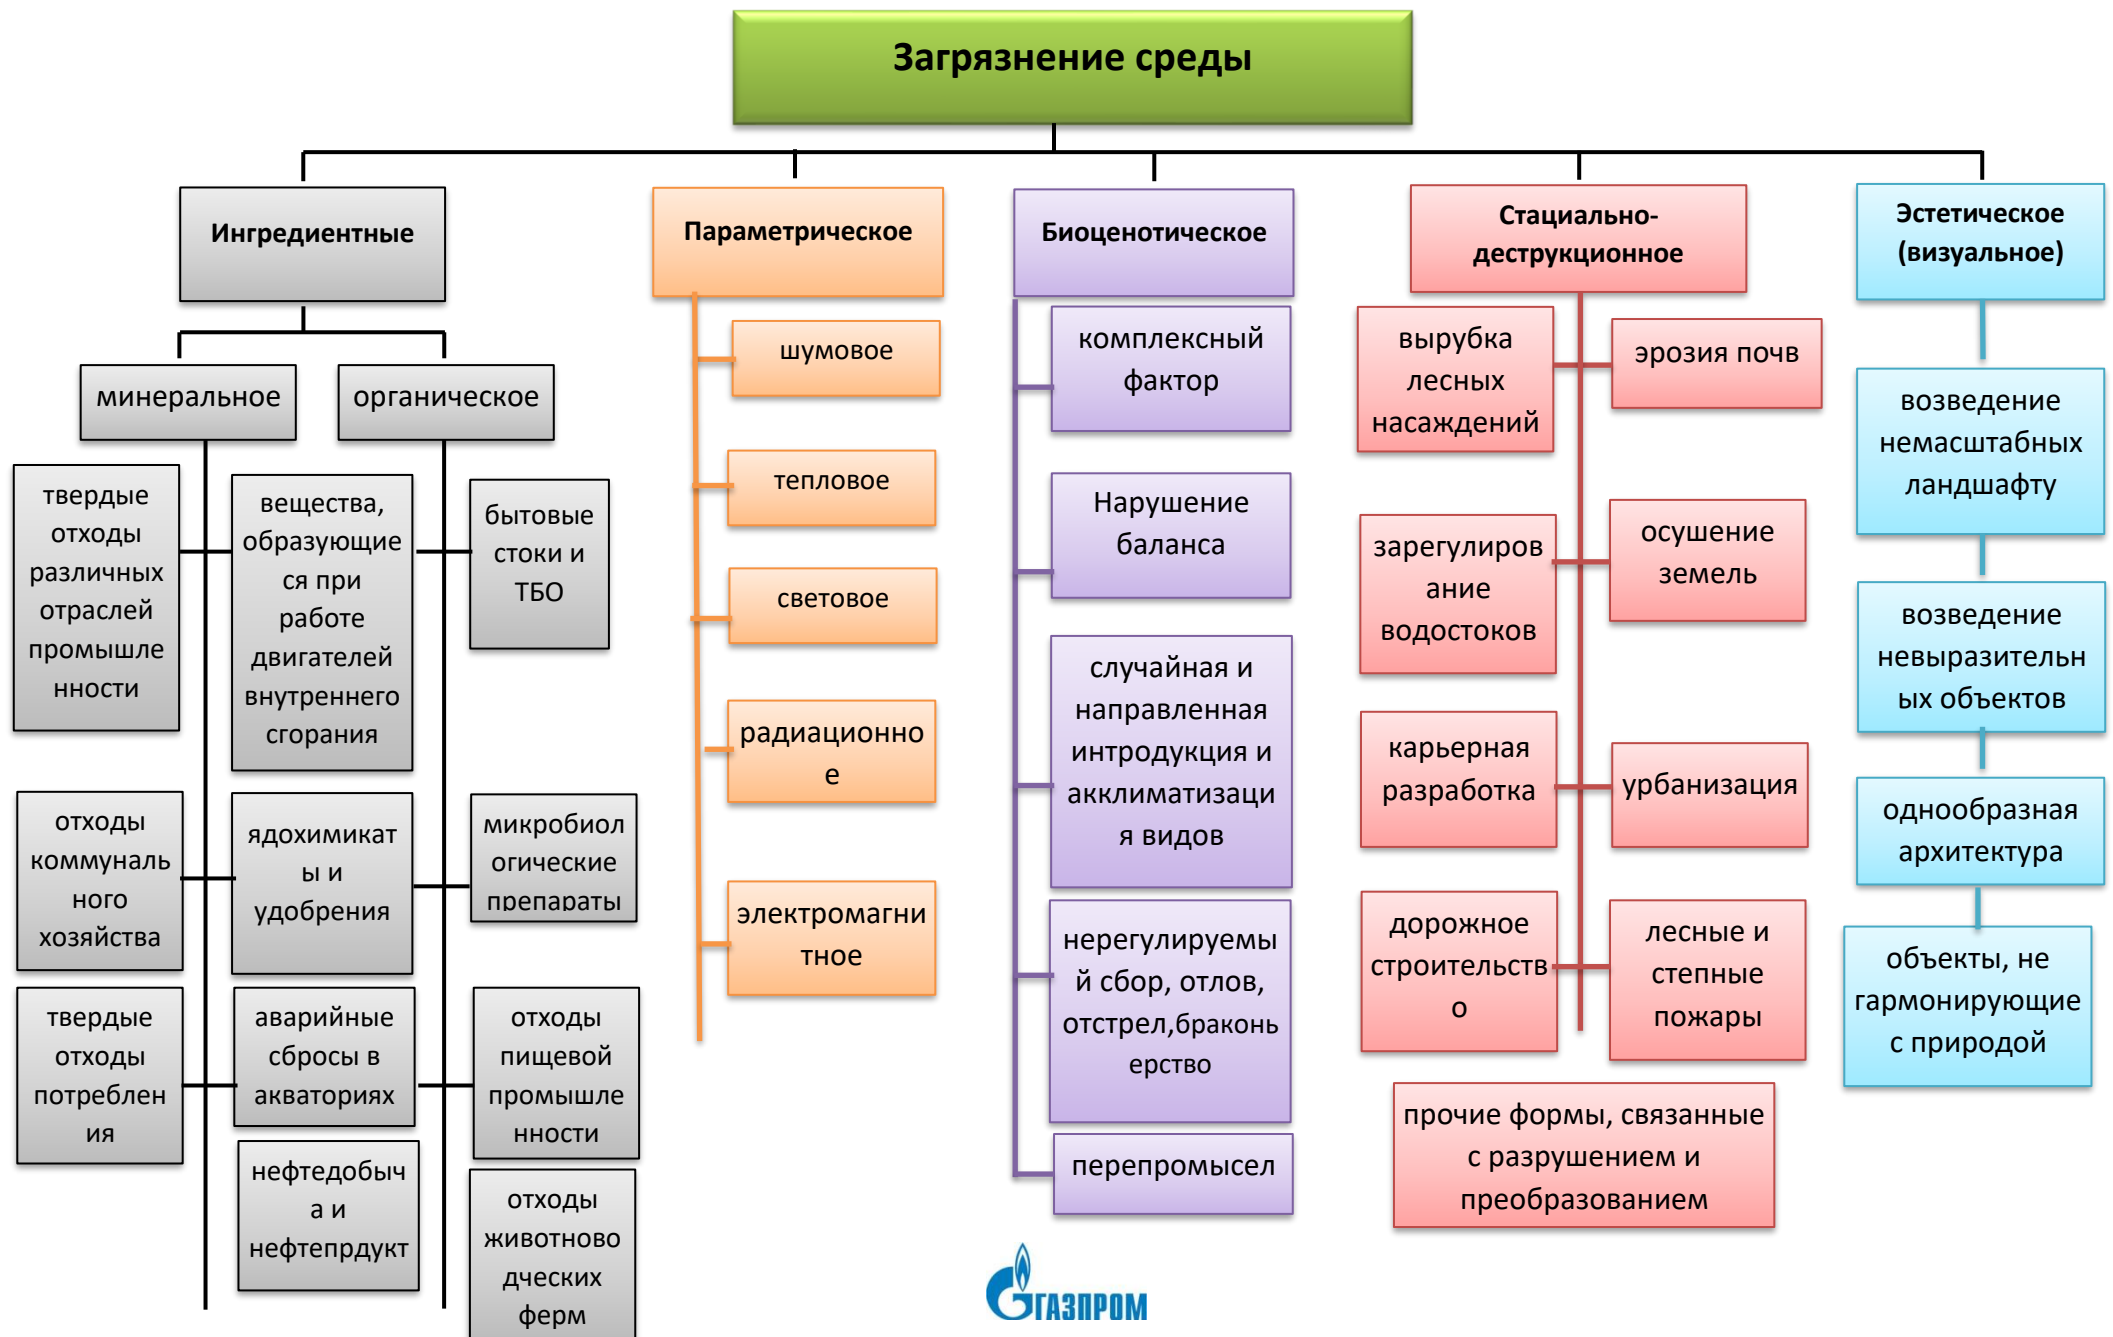 Загрязнение среды
Ингредиентные
минеральное
органическое
твердые
отходы
различных
отраслей
промышле
нности
вещества,
образующие
ся при
работе
двигателей
внутреннего
сгорания
бытовые
стоки и
ТБО
отходы
коммуналь
ного
хозяйства
ядохимикат
ы и
удобрения
микробиол
огические
препараты
твердые
отходы
потреблен
ия
аварийные
сбросы в
акваториях
отходы
пищевой
промышле
нности
нефтедобыч
а и
нефтепрдукт
отходы
животново
дческих
ферм
Параметрическое
шумовое
тепловое
световое
радиационно
е
электромагни
тное
Биоценотическое
комплексный
фактор
Нарушение
баланса
случайная и
направленная
интродукция и
акклиматизаци
я видов
нерегулируемы
й сбор, отлов,
отстрел,браконь
ерство
перепромысел
Стациально-
деструкционное
вырубка
лесных
насаждений
эрозия почв
зарегулиров
ание
водостоков
осушение
земель
карьерная
разработка
урбанизация
дорожное
строительств
о
лесные и
степные
пожары
прочие формы, связанные
с разрушением и
преобразованием
Эстетическое
(визуальное)
возведение
немасштабных
ландшафту
возведение
невыразительн
ых объектов
однообразная
архитектура
объекты, не
гармонирующие
с природой
ГАЗПРОМ